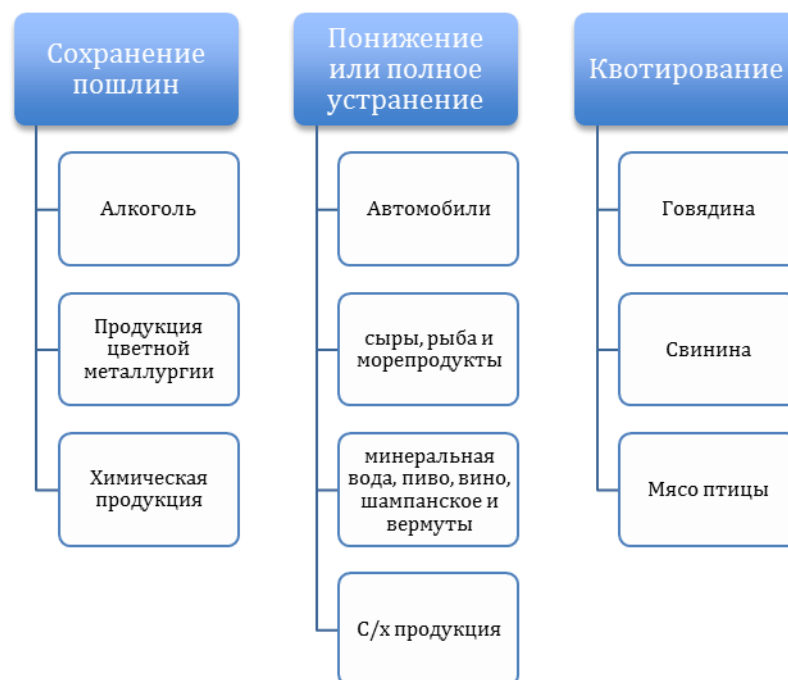 Сохранение
пошлин
Алкоголь
Продукция
цветной
металлургии
Химическая
продукция
Понижение
или полное
устранение
Автомобили
сыры, рыба и
морепродукты
минеральная
вода, пиво, вино,
шампанское и
вермуты
С/х продукция
Квотирование
Говядина
Свинина
Мясо птицы